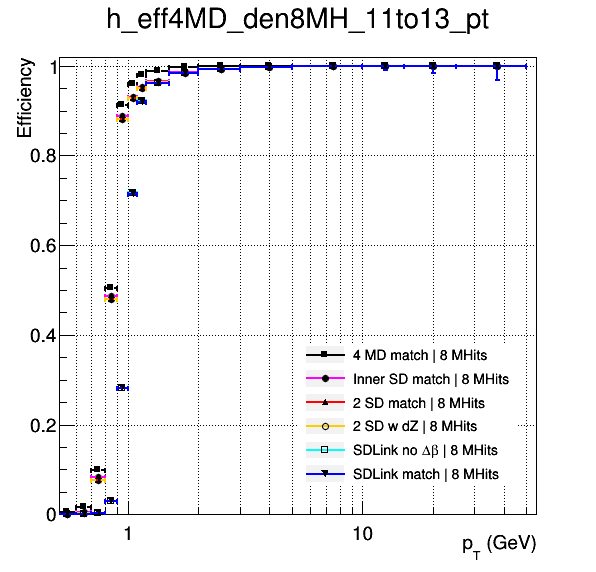 h_eff4MD_den8MH_11to13_pt
Efficiency
1
0.8
0.6
0.4
0.2
0
4 MD match | 8 MHits
Inner SD match | 8 MHits
2 SD match | 8 MHits
2 SD w dZ | 8 MHits
SDLink no Δβ | 8 MHits
SDLink match | 8 MHits
1
10
p_T (GeV)